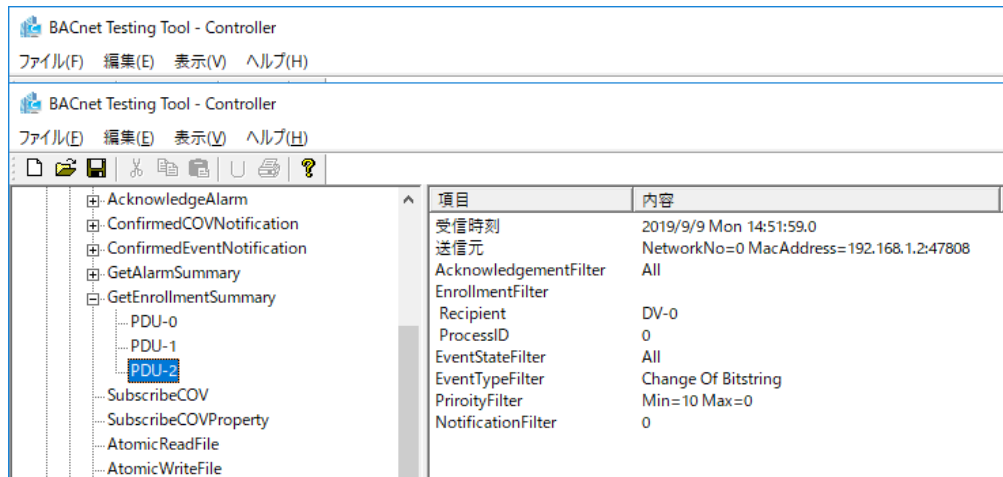 BACnet Testing Tool - Controller
ファイル(F) 編集(E) 表示(V) ヘルプ(H)
BACnet Testing Tool - Controller
ファイル(F) 編集(E) 表示(V) ヘルプ(H)
AcknowledgeAlarm
ConfirmedCOVNotification
ConfirmedEventNotification
GetAlarmSummary
GetEnrollmentSummary
PDU-0
PDU-1
PDU-2
SubscribeCOV
SubscribeCOVProperty
AtomicReadFile
AtomicWriteFile
項目 内容
受信時刻 2019/9/9 Mon 14:51:59.0
送信元 NetworkNo=0 MacAddress=192.168.1.2:47808
AcknowledgementFilter All
EnrollmentFilter
Recipient DV-0
ProcessID 0
EventStateFilter All
EventTypeFilter Change Of Bitstring
PriroityFilter Min=10 Max=0
NotificationFilter 0